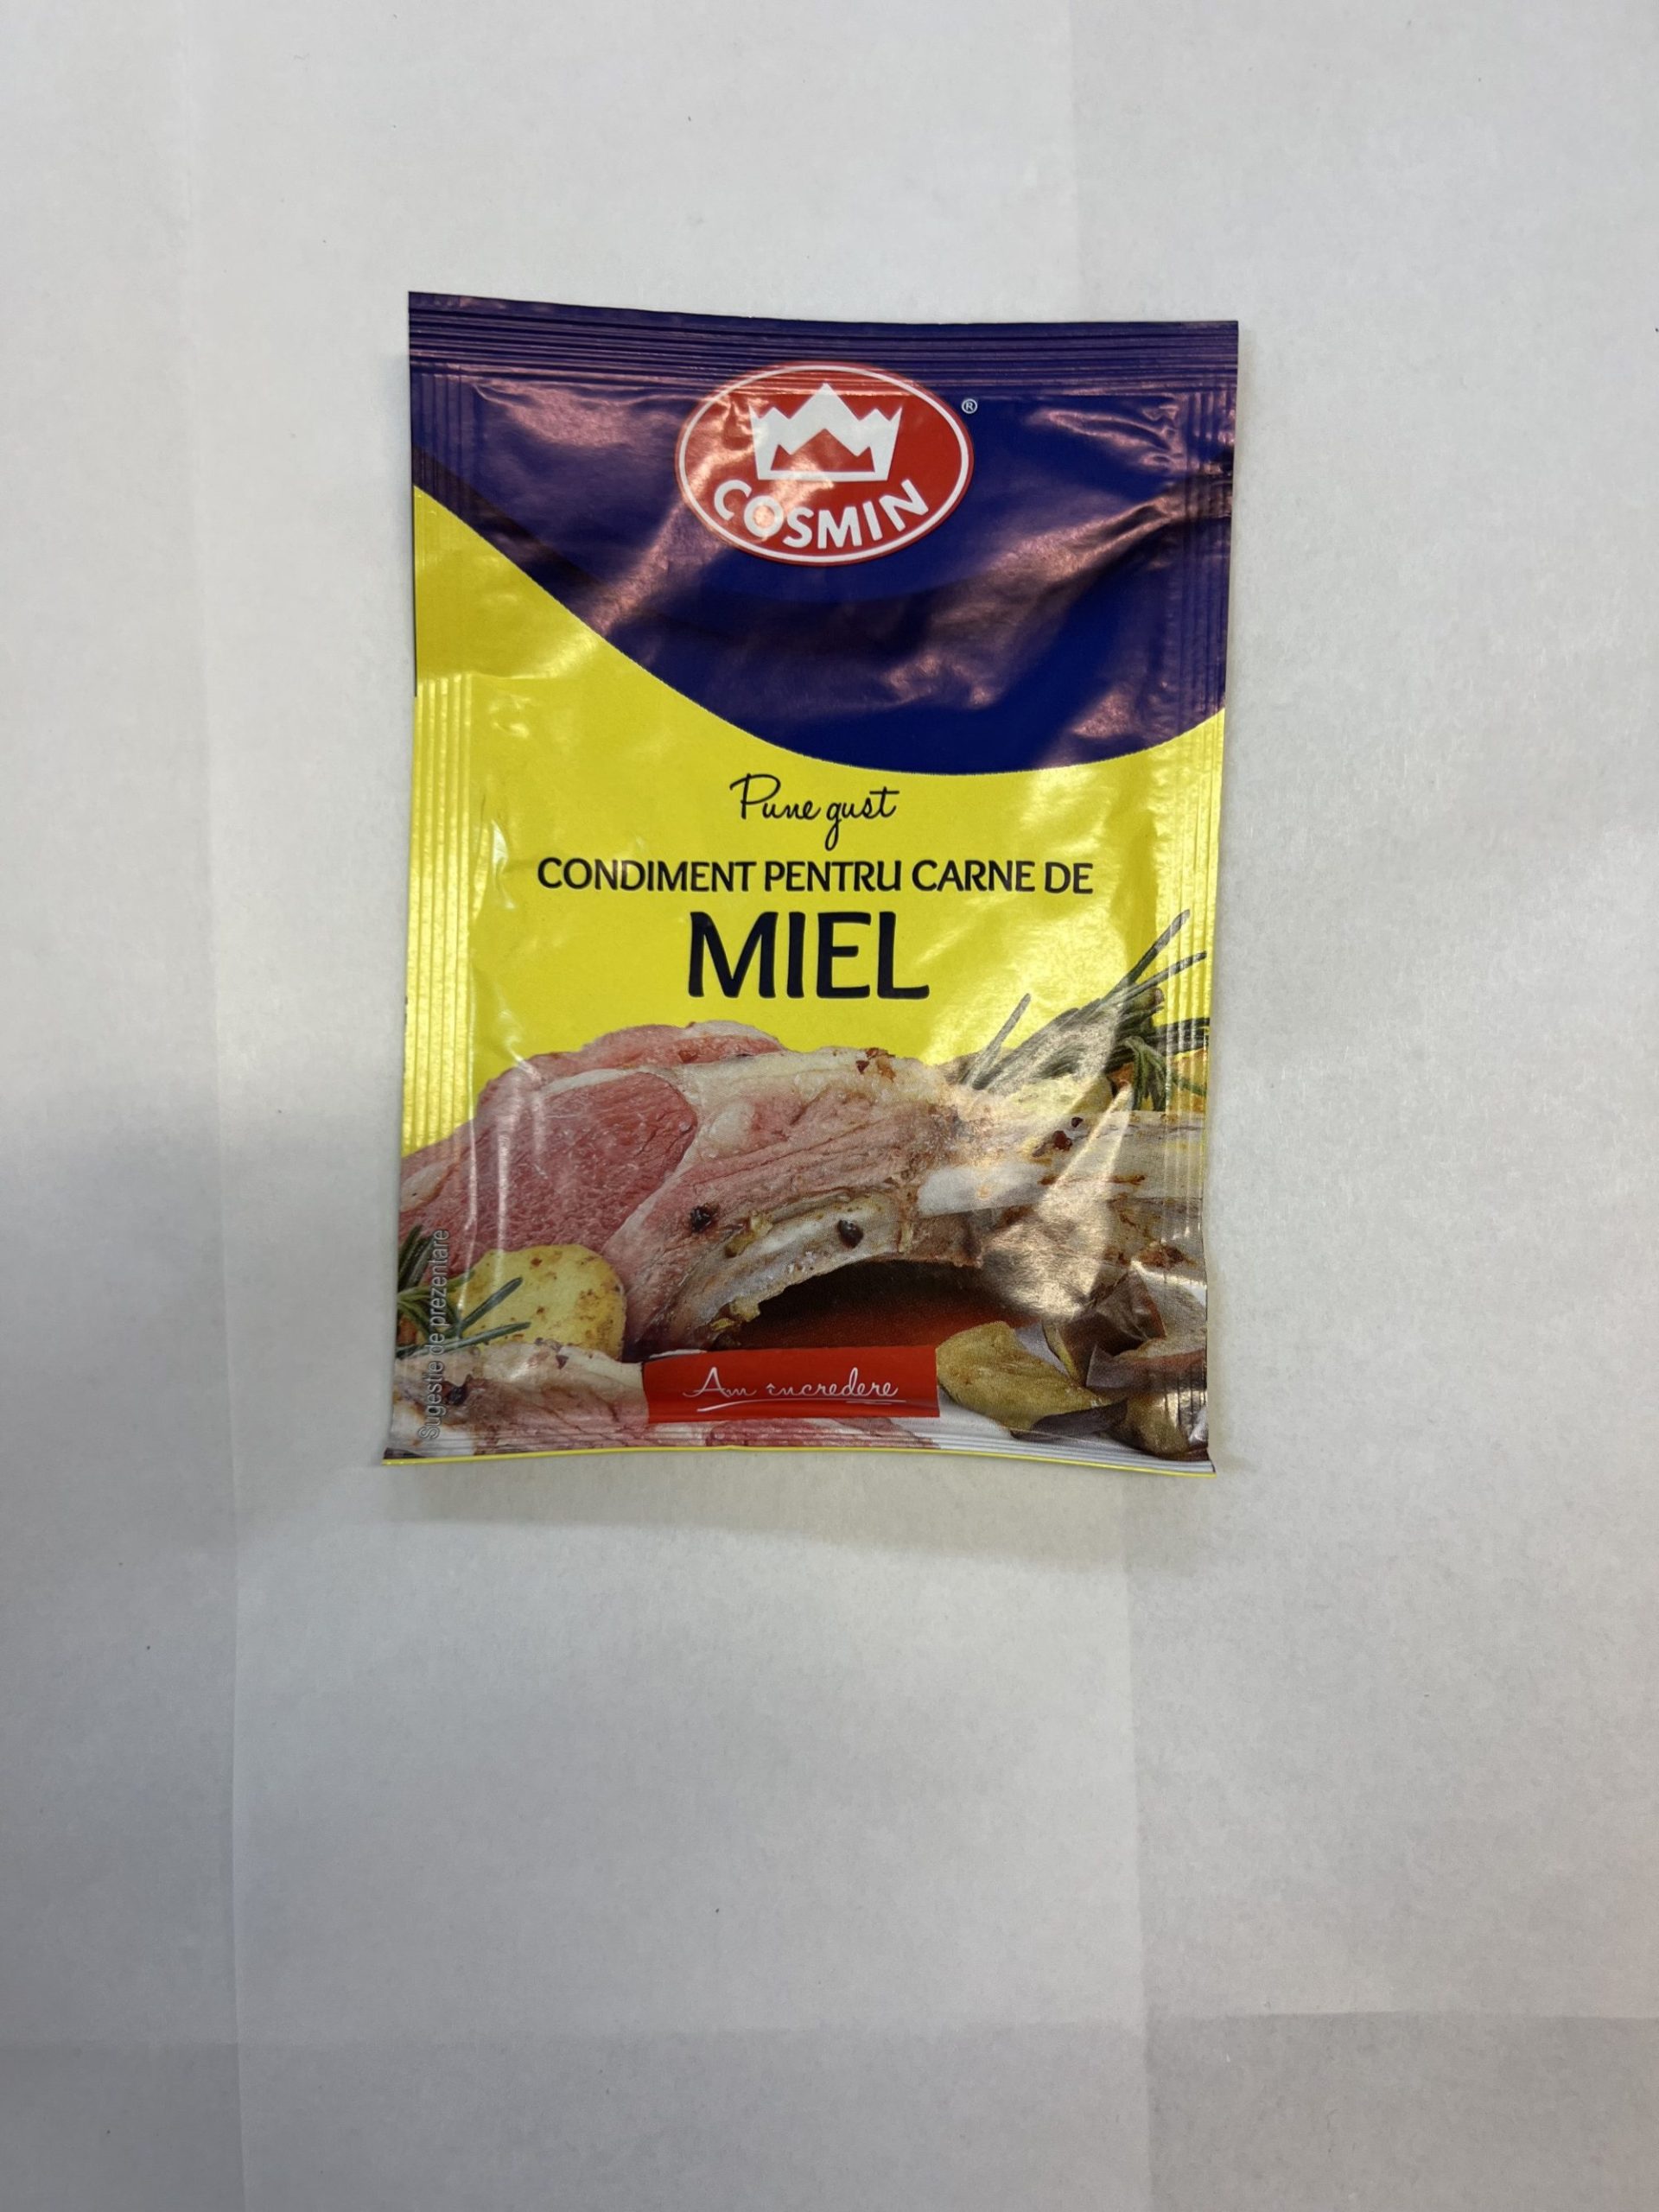 COSMIN
®
Pune gust
CONDIMENT PENTRU CARNE DE
MIEL
Sugestie de prezentare
Am încredere